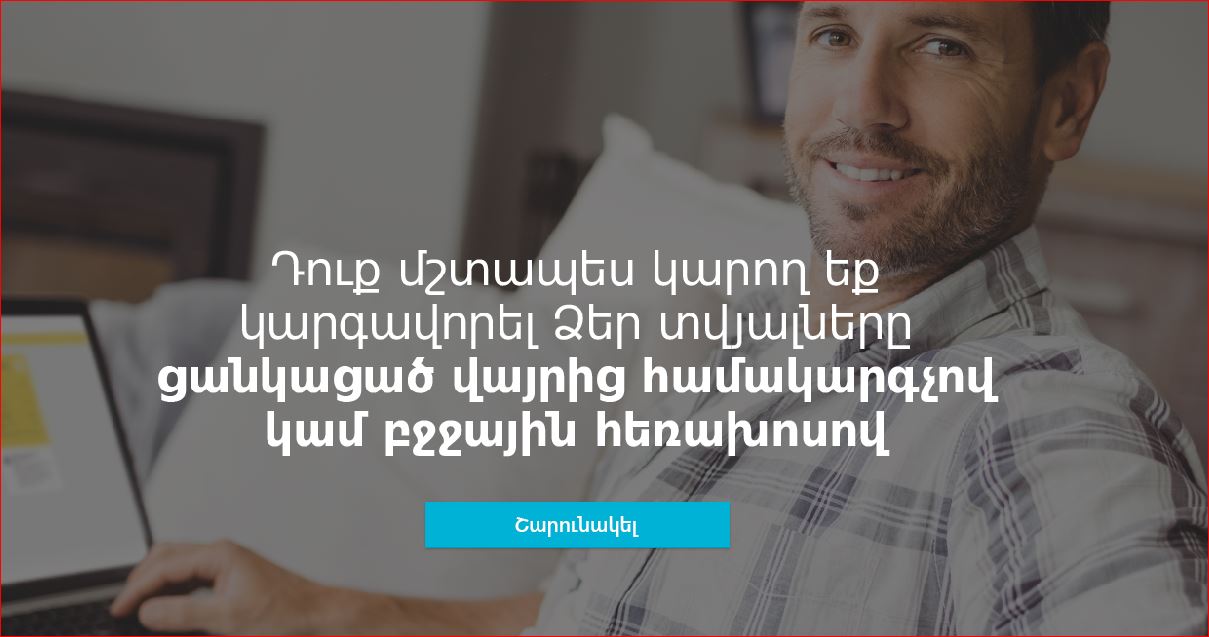 Դուք մշտապես կարող եք
կարգավորել Ձեր տվյալները
ցանկացած վայրից համակարգչով
կամ բջջային հեռախոսով
Շարունակել